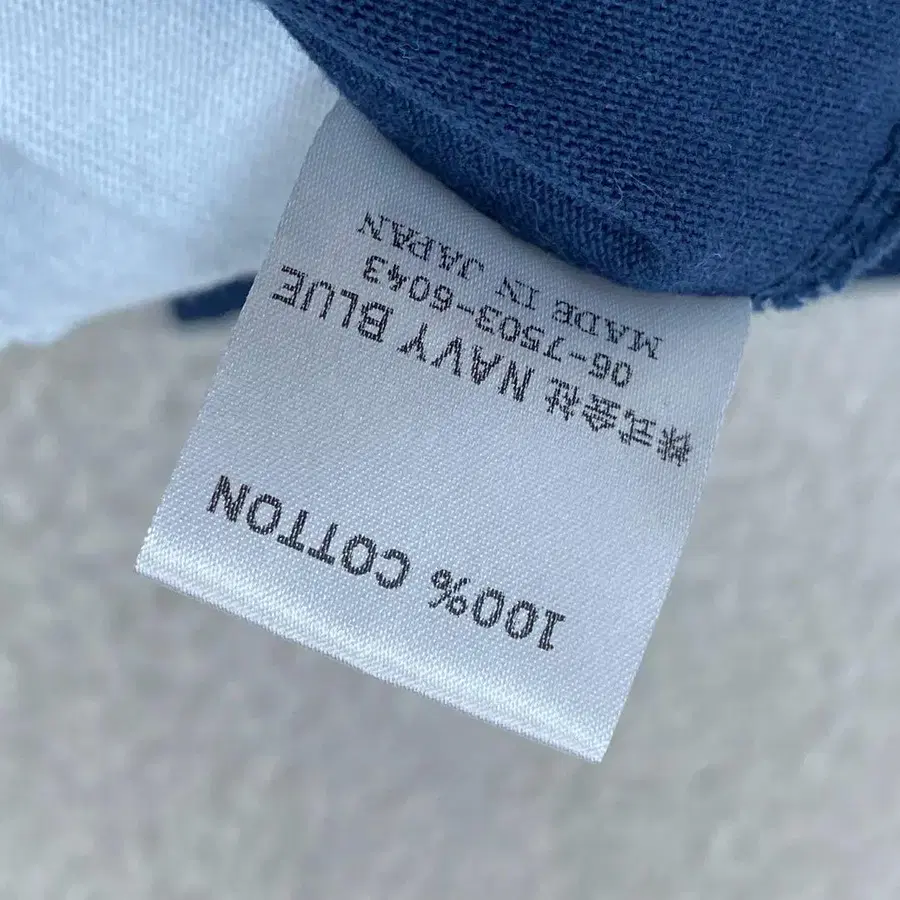 100% COTTON
株式会社 NAVY BLUE
06-7503-6043
MADE IN JAPAN